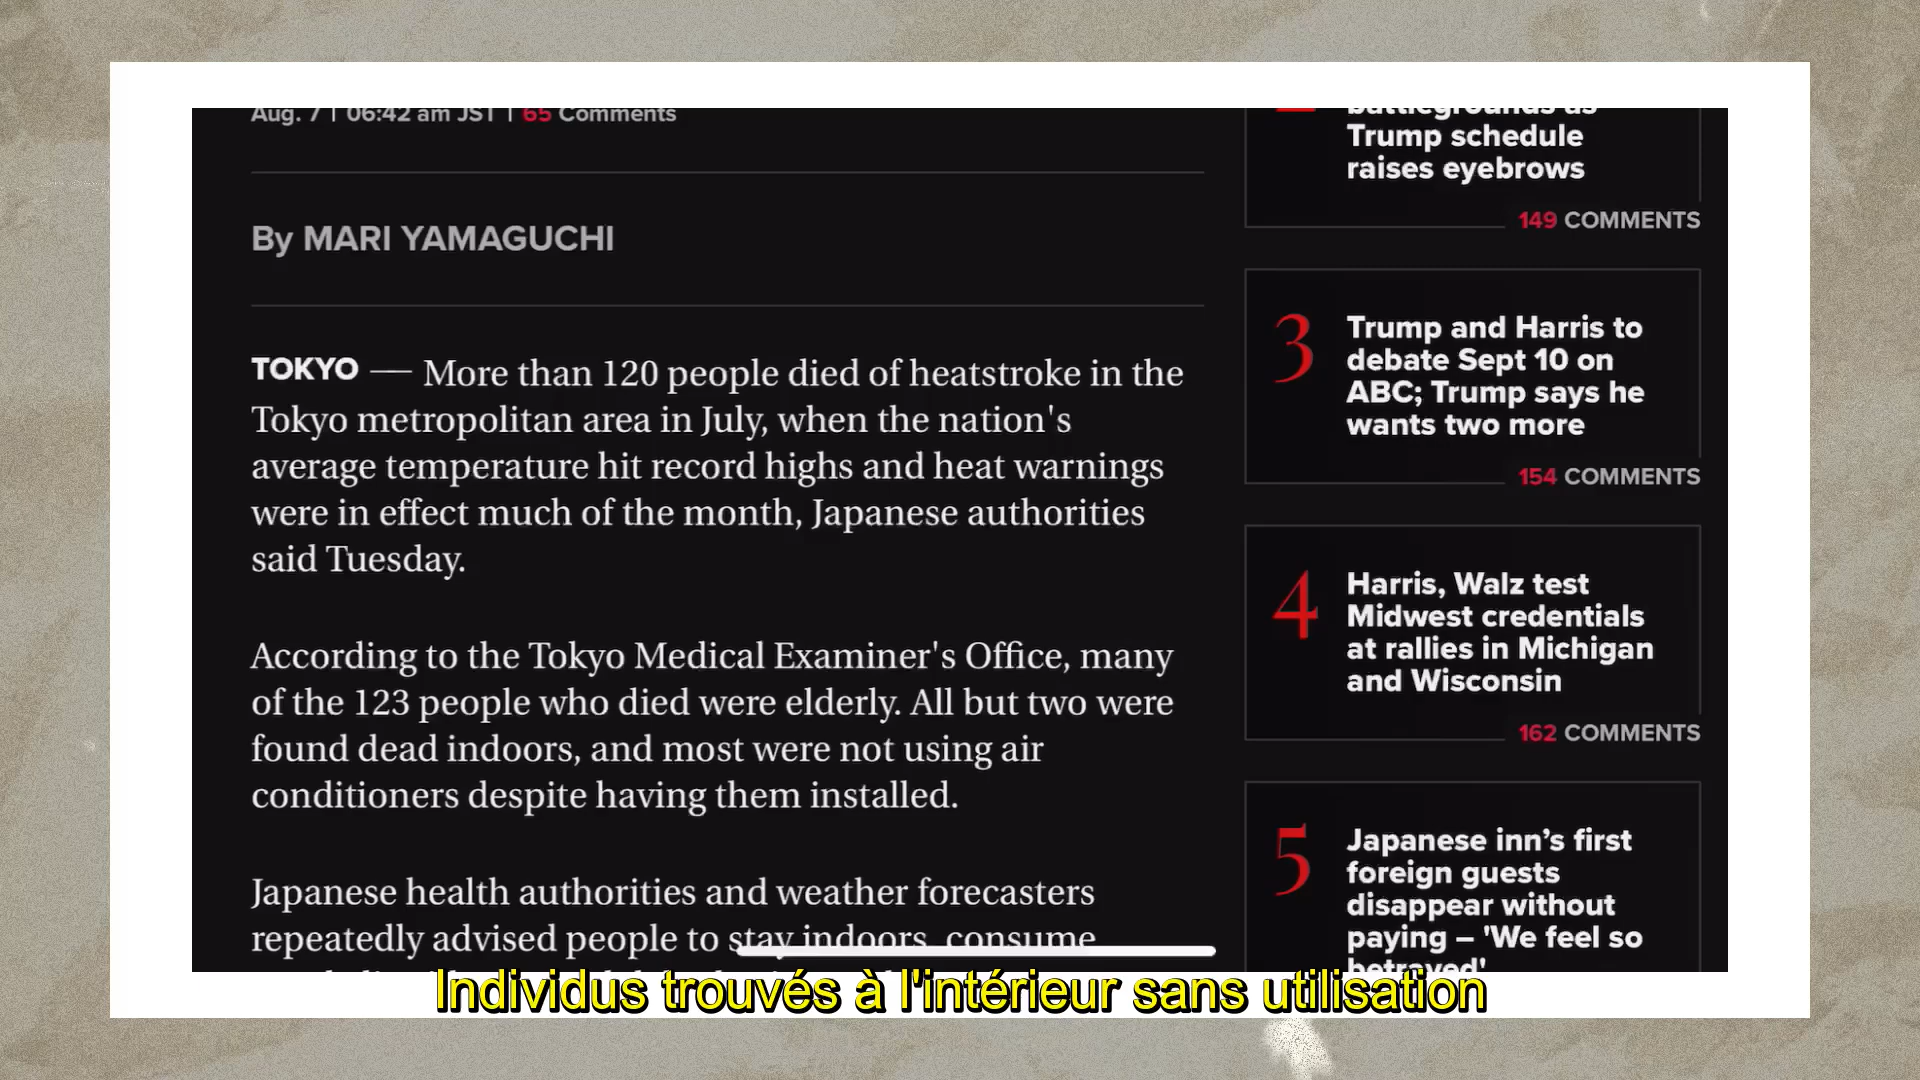 Aug. 7 | 06:42 am JST | 65 Comments
By MARI YAMAGUCHI
TOKYO — More than 120 people died of heatstroke in the
Tokyo metropolitan area in July, when the nation's
average temperature hit record highs and heat warnings
were in effect much of the month, Japanese authorities
said Tuesday.
According to the Tokyo Medical Examiner's Office, many
of the 123 people who died were elderly. All but two were
found dead indoors, and most were not using air
conditioners despite having them installed.
Japanese health authorities and weather forecasters
repeatedly advised people to stay indoors, consume
battlegrounds as
Trump schedule
raises eyebrows
149 COMMENTS
3
Trump and Harris to
debate Sept 10 on
ABC; Trump says he
wants two more
154 COMMENTS
4
Harris, Walz test
Midwest credentials
at rallies in Michigan
and Wisconsin
162 COMMENTS
5
Japanese inn’s first
foreign guests
disappear without
paying – 'We feel so
betrayed'
Individus trouvés à l'intérieur sans utilisation